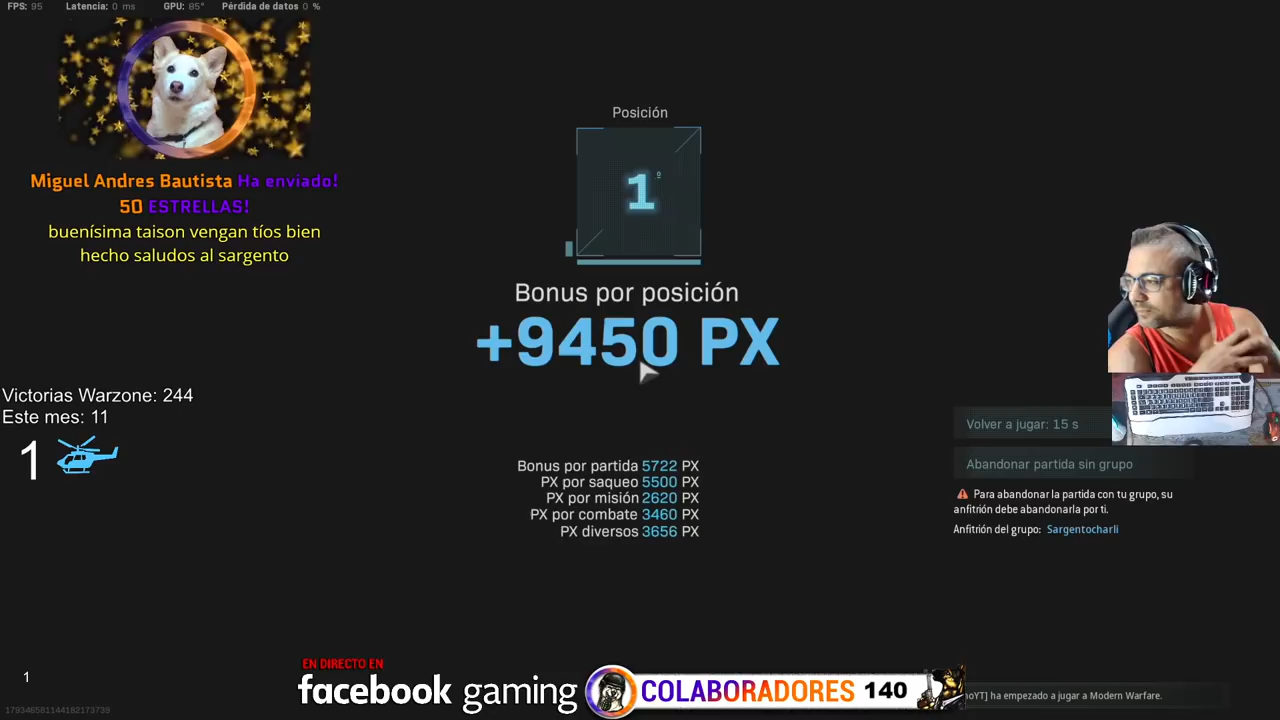 FPS: 95 Latencia: 0 ms GPU: 85° Pérdida de datos 0 %
Miguel Andres Bautista Ha enviado!
50 ESTRELLAS!
buenísima taison vengan tíos bien
hecho saludos al sargento
Posición
1º
Bonus por posición
+9450 PX
Victorias Warzone: 244
Este mes: 11
1
Bonus por partida 5722 PX
PX por saqueo 5500 PX
PX por misión 2620 PX
PX por combate 3460 PX
PX diversos 3656 PX
Volver a jugar: 15 s
Abandonar partida sin grupo
Para abandonar la partida con tu grupo, su
anfitrión debe abandonarla por ti.
Anfitrión del grupo: Sargentocharli
1
EN DIRECTO EN
facebook gaming
COLABORADORES 140
noYT] ha empezado a jugar a Modern Warfare.